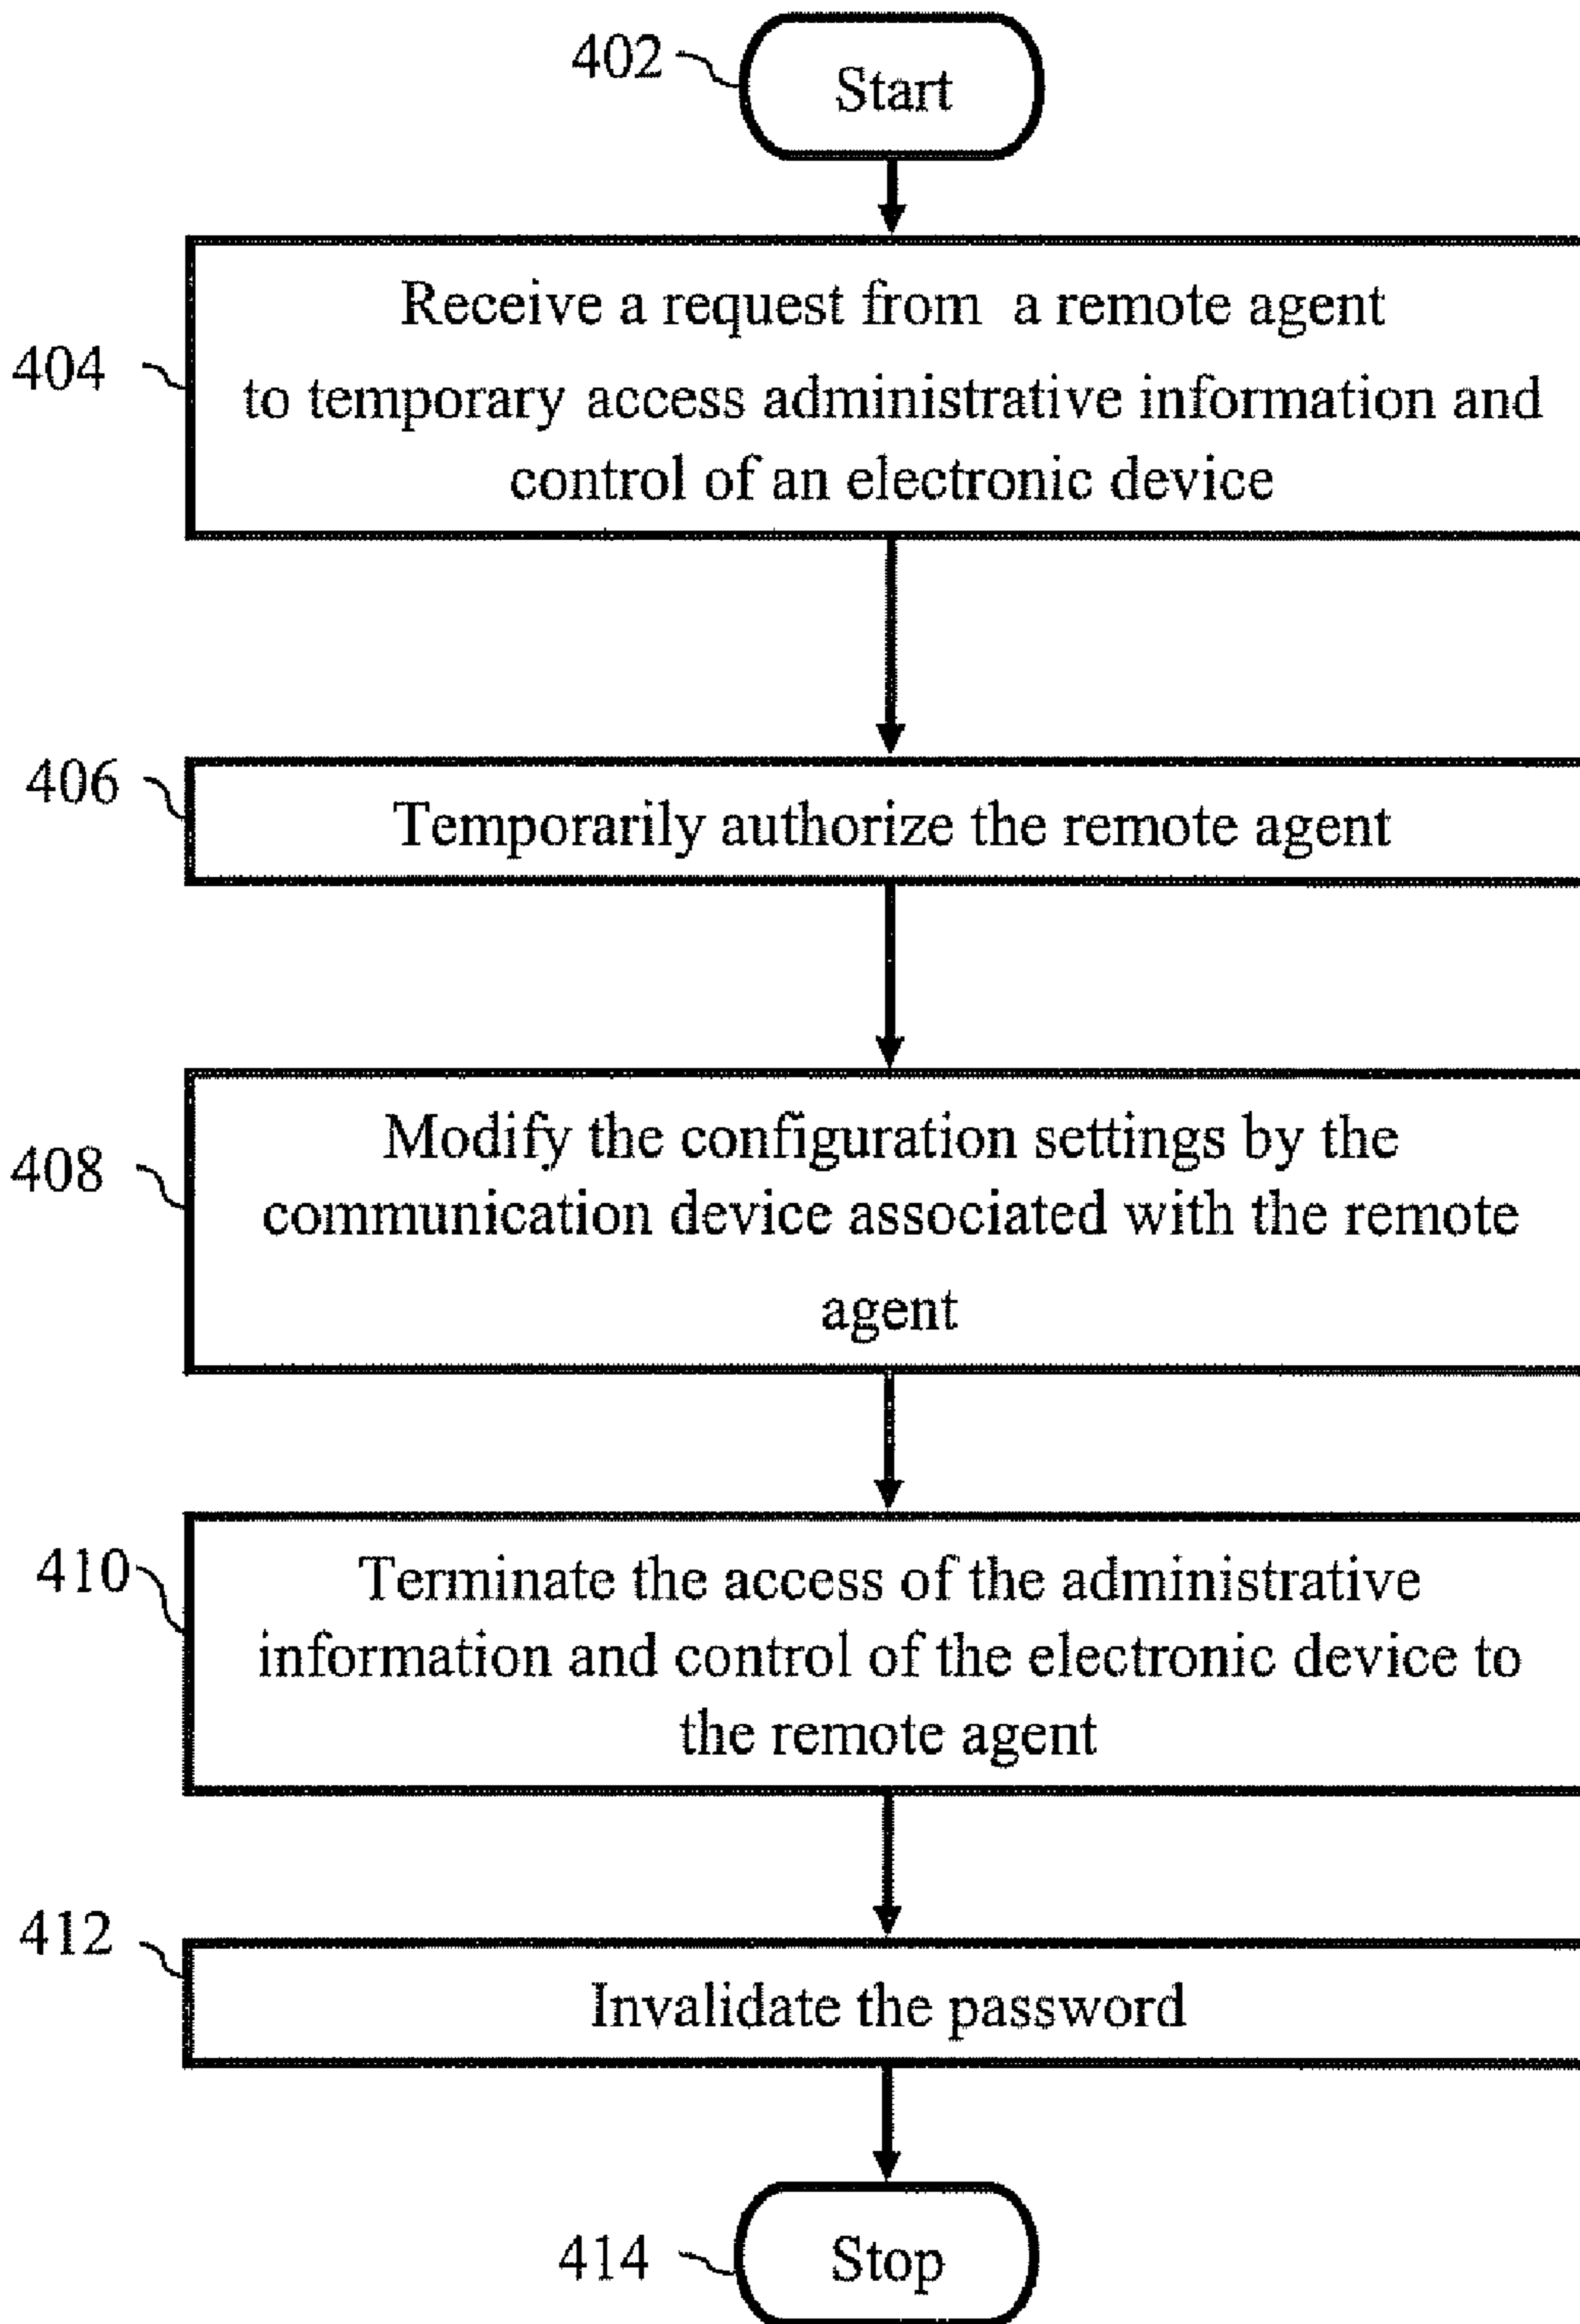 402
Start
404
Receive a request from a remote agent
to temporary access administrative information and
control of an electronic device
406
Temporarily authorize the remote agent
408
Modify the configuration settings by the
communication device associated with the remote
agent
410
Terminate the access of the administrative
information and control of the electronic device to
the remote agent
412
Invalidate the password
414
Stop